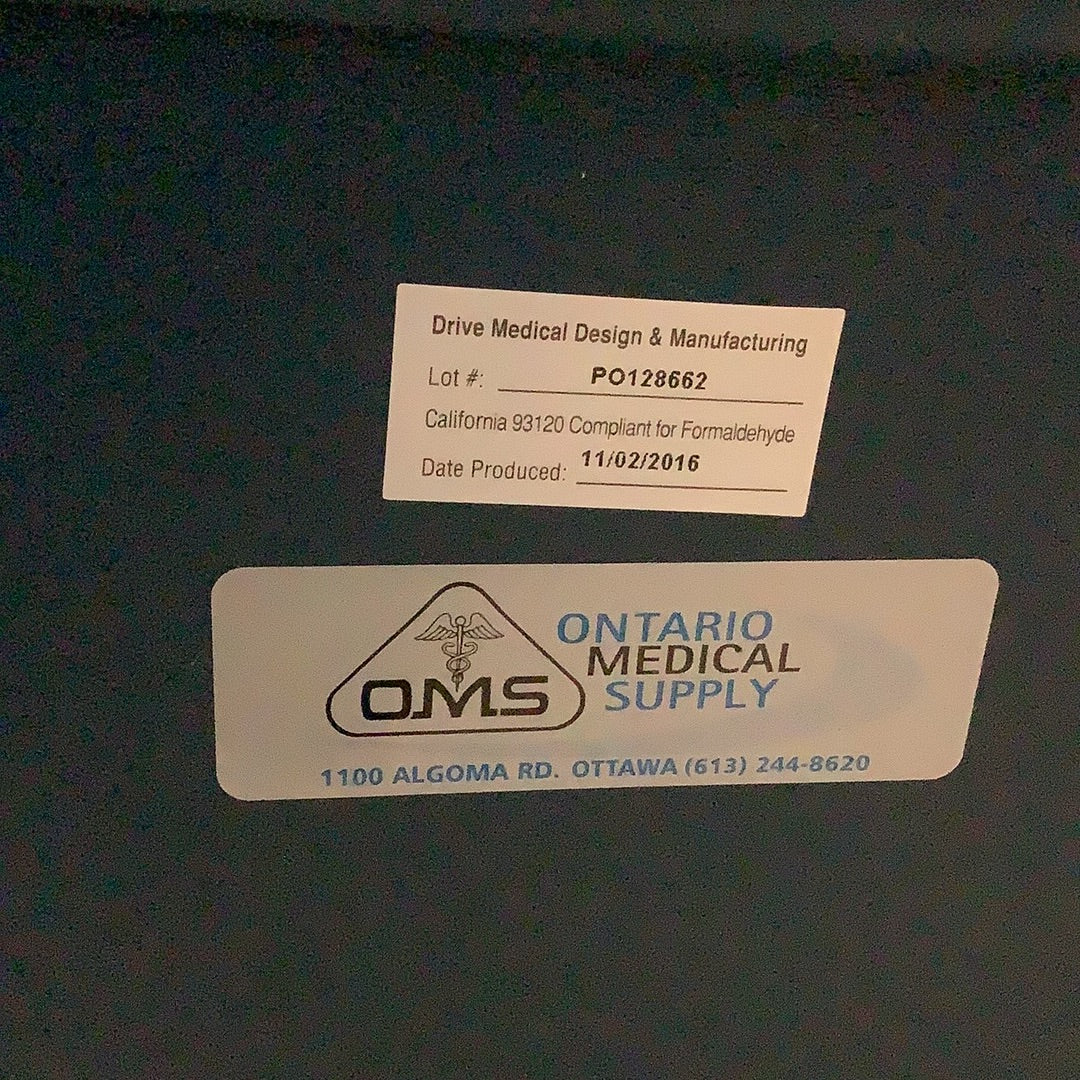 Drive Medical Design & Manufacturing
Lot #: PO128662
California 93120 Compliant for Formaldehyde
Date Produced: 11/02/2016
OMS
ONTARIO
MEDICAL
SUPPLY
1100 ALGOMA RD. OTTAWA (613) 244-8620